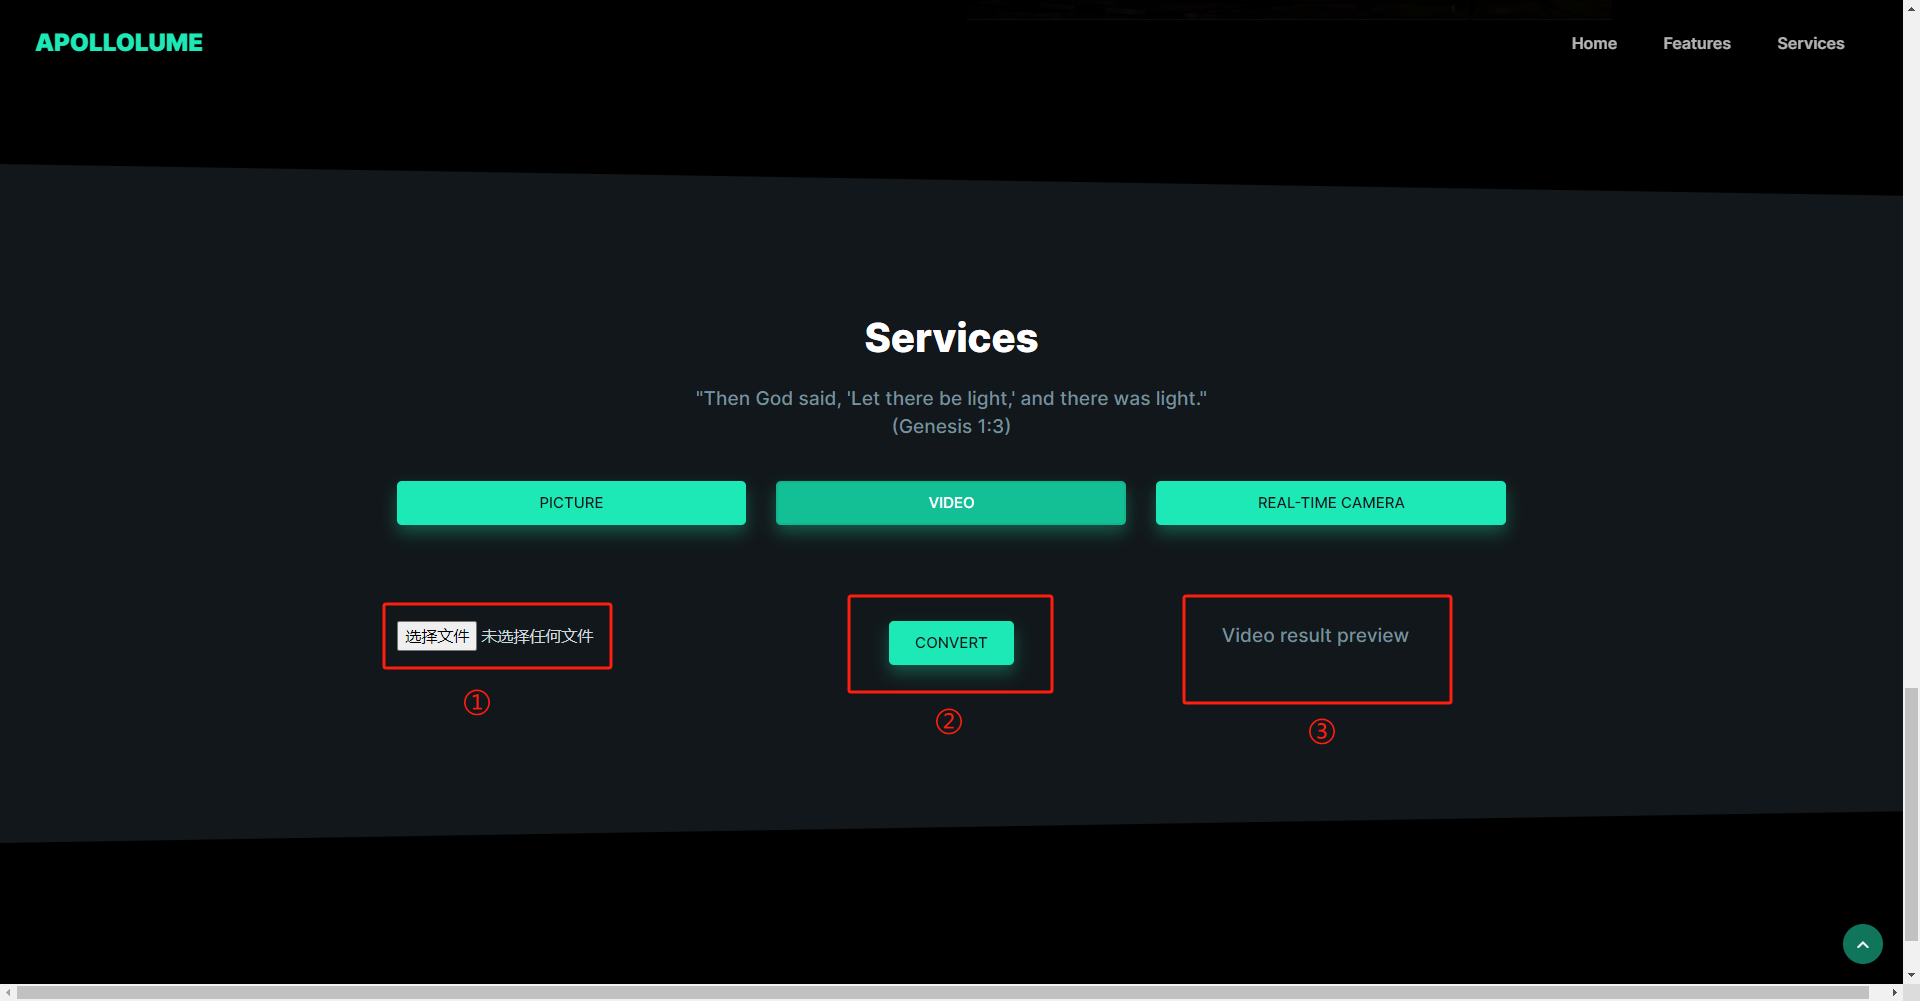 APOLLOLUME
Home Features Services
Services
"Then God said, 'Let there be light,' and there was light."
(Genesis 1:3)
PICTURE
VIDEO
REAL-TIME CAMERA
选择文件 未选择任何文件
①
CONVERT
②
Video result preview
③